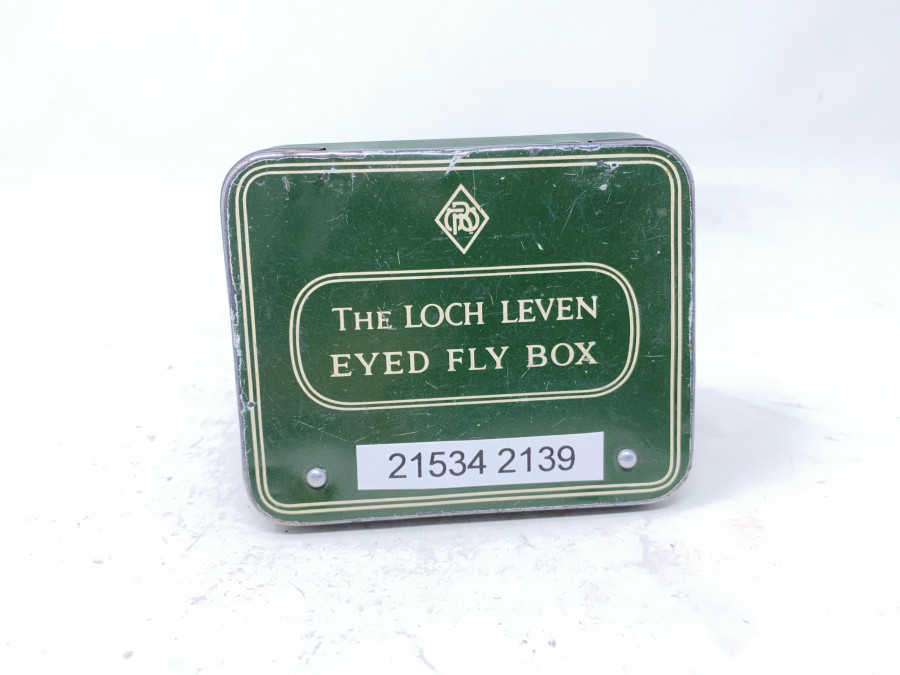 THE LOCH LEVEN
EYED FLY BOX
21534 2139